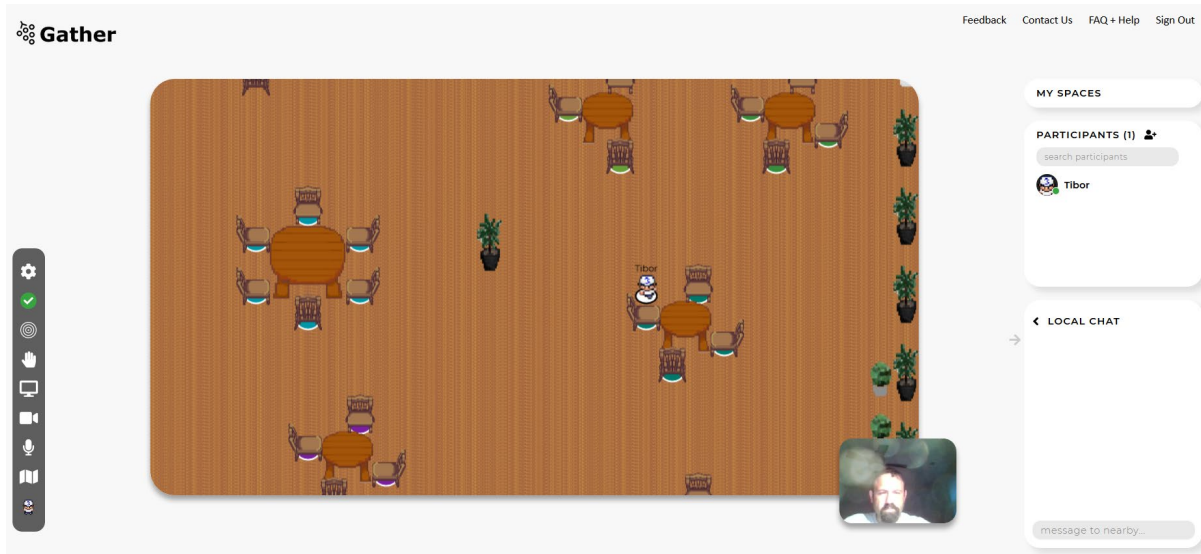 Gather
Feedback Contact Us FAQ + Help Sign Out
MY SPACES
PARTICIPANTS (1)
search participants
Tibor
Tibor
LOCAL CHAT
message to nearby...